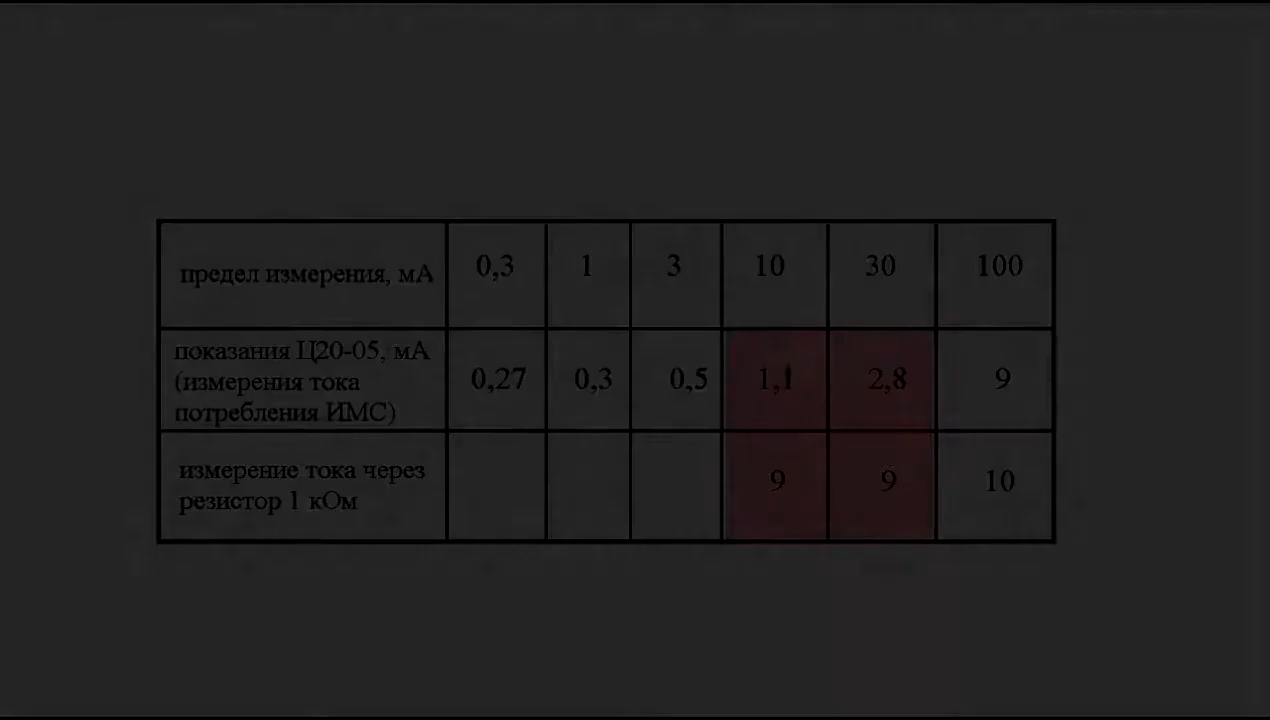 предел измерения, мА 0,3 1 3 10 30 100
показания Ц20-05, мА
(измерения тока
потребления ИМС)
0,27 0,3 0,5 1,1 2,8 9
измерение тока через
резистор 1 кОм
9 9 10